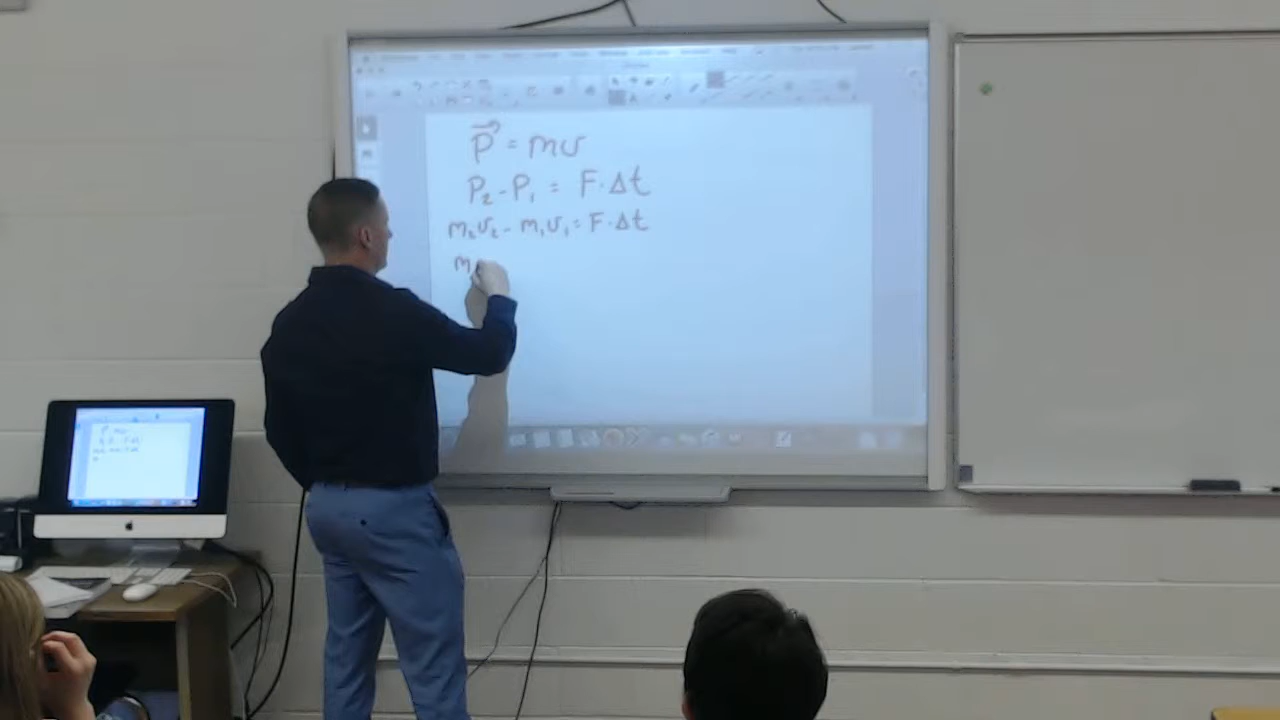 P⃗ = mv
P₂ - P₁ = F·Δt
m₂v₂ - m₁v₁ = F·Δt
m